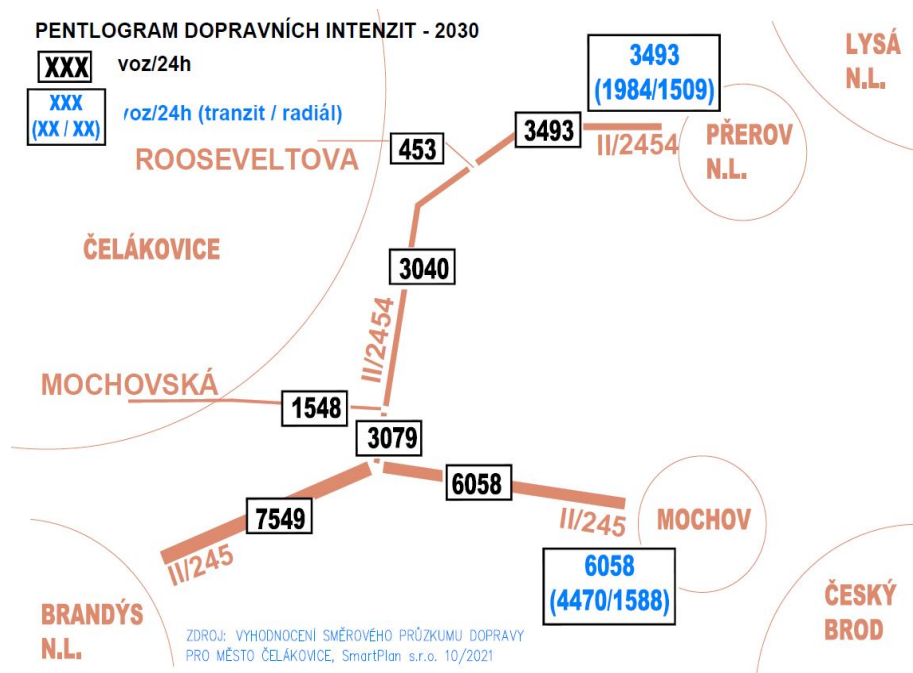 PENTLOGRAM DOPRAVNÍCH INTENZIT - 2030
XXX voz/24h
XXX
(XX / XX)
voz/24h (tranzit / radiál)
3493
(1984/1509)
LYSÁ
N.L.
3493
II/2454
PŘEROV
N.L.
453
ROOSEVELTOVA
ČELÁKOVICE
3040
II/2454
MOCHOVSKÁ
1548
3079
6058
7549
II/245
II/245
MOCHOV
6058
(4470/1588)
BRANDÝS
N.L.
ČESKÝ
BROD
ZDROJ: VYHODNOCENÍ SMĚROVÉHO PRŮZKUMU DOPRAVY
PRO MĚSTO ČELÁKOVICE, SmartPlan s.r.o. 10/2021